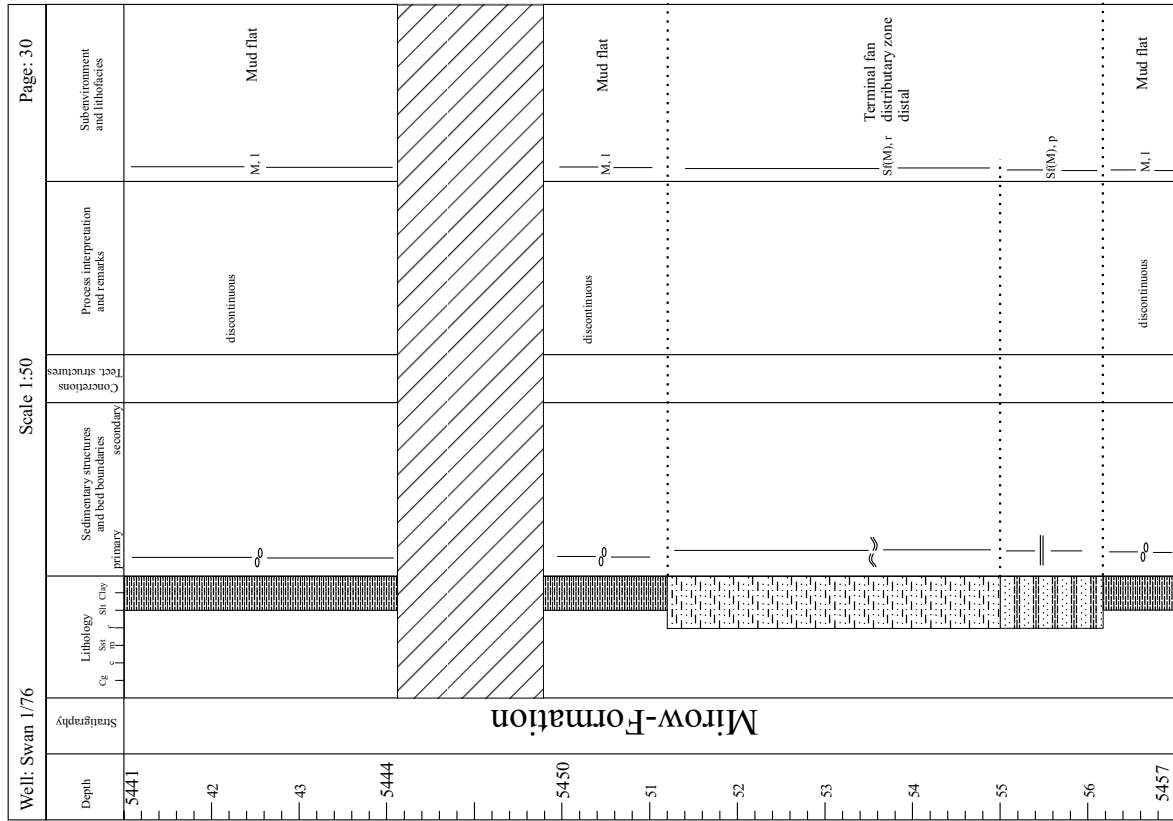 Well: Swan 1/76
Scale 1:50
Page: 30
Depth
Stratigraphy
Lithology
Cg
Sst
c m f
Slt Clay
Sedimentary structures
and bed boundaries
primary
secondary
Concretions
Tect. structures
Process interpretation
and remarks
Subenvironment
and lithofacies
5441
42
43
5444
5450
51
52
53
54
55
56
5457
Mirow-Formation
discontinuous
M, l
Mud flat
discontinuous
M, l
Mud flat
Sf(M), r
Terminal fan
distributary zone
distal
Sf(M), p
discontinuous
M, l
Mud flat